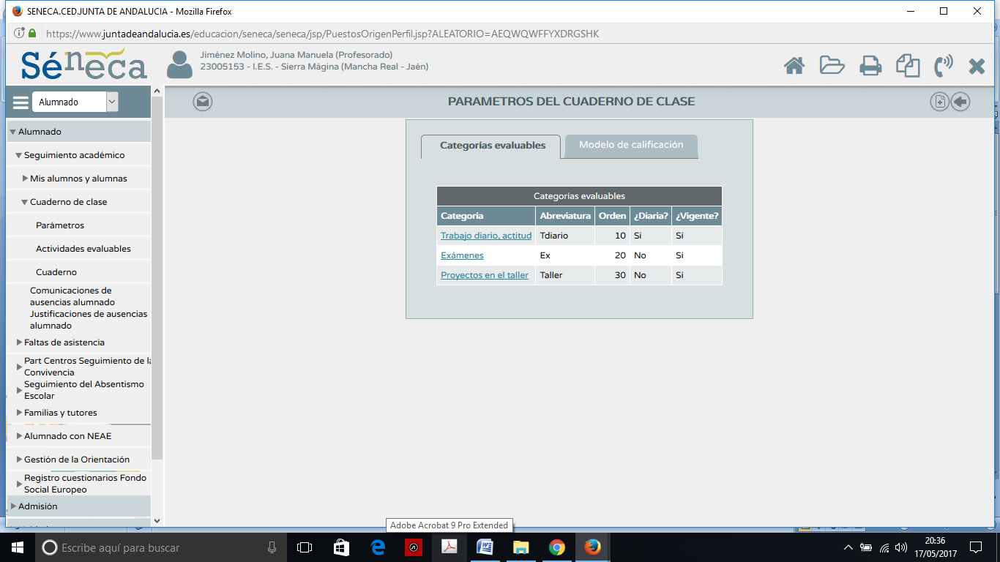 SENECA.CED.JUNTA DE ANDALUCIA - Mozilla Firefox
https://www.juntadeandalucia.es/educacion/seneca/seneca/jsp/PuestosOrigenPerfil.jsp?ALEATORIO=AEQWQWFFYXDRGSHK
Séneca
Jiménez Molino, Juana Manuela (Profesorado)
23005153 - I.E.S. - Sierra Mágina (Mancha Real - Jaén)
Alumnado
PARAMETROS DEL CUADERNO DE CLASE
Alumnado
Seguimiento académico
Mis alumnos y alumnas
Cuaderno de clase
Parámetros
Actividades evaluables
Cuaderno
Comunicaciones de
ausencias alumnado
Justificaciones de ausencias
alumnado
Faltas de asistencia
Part Centros Seguimiento de la
Convivencia
Seguimiento del Absentismo
Escolar
Familias y tutores
Alumnado con NEAE
Gestión de la Orientación
Registro cuestionarios Fondo
Social Europeo
Admisión
Categorías evaluables
Modelo de calificación
Categorías evaluables
Categoría Abreviatura Orden ¿Diaria? ¿Vigente?
Trabajo diario, actitud Tdiario 10 Sí Sí
Exámenes Ex 20 No Sí
Proyectos en el taller Taller 30 No Sí
Adobe Acrobat 9 Pro Extended
Escribe aquí para buscar
20:36
17/05/2017